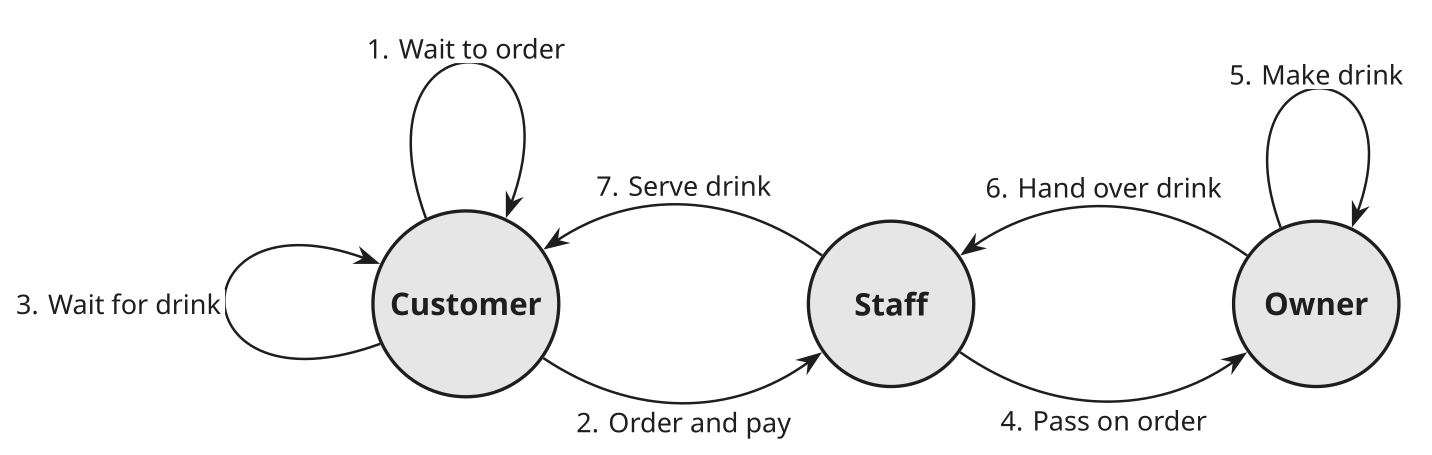 1. Wait to order
5. Make drink
7. Serve drink
6. Hand over drink
3. Wait for drink
Customer
Staff
Owner
2. Order and pay
4. Pass on order